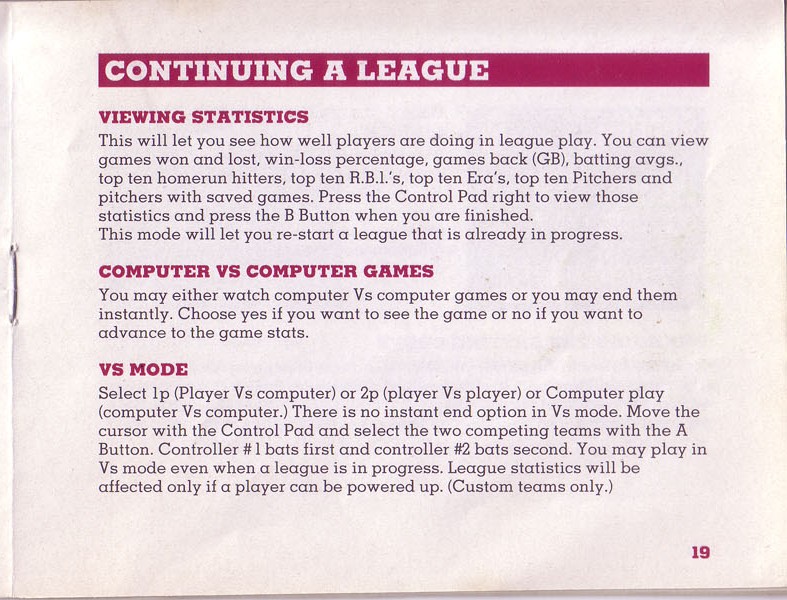 CONTINUING A LEAGUE
VIEWING STATISTICS
This will let you see how well players are doing in league play. You can view
games won and lost, win-loss percentage, games back (GB), batting avgs.,
top ten homerun hitters, top ten R.B.I.'s, top ten Era's, top ten Pitchers and
pitchers with saved games. Press the Control Pad right to view those
statistics and press the B Button when you are finished.
This mode will let you re-start a league that is already in progress.
COMPUTER VS COMPUTER GAMES
You may either watch computer Vs computer games or you may end them
instantly. Choose yes if you want to see the game or no if you want to
advance to the game stats.
VS MODE
Select 1p (Player Vs computer) or 2p (player Vs player) or Computer play
(computer Vs computer.) There is no instant end option in Vs mode. Move the
cursor with the Control Pad and select the two competing teams with the A
Button. Controller #1 bats first and controller #2 bats second. You may play in
Vs mode even when a league is in progress. League statistics will be
affected only if a player can be powered up. (Custom teams only.)
19